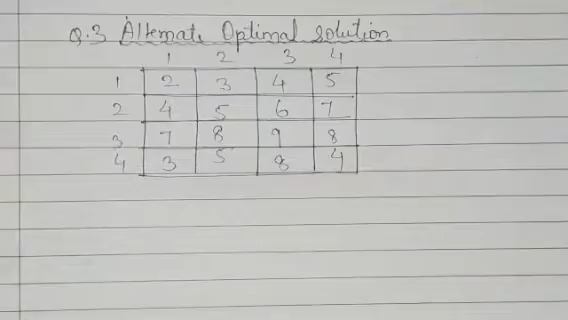 Q.3 Alternate Optimal solution
1 2 3 4
1 2 3 4 5
2 4 5 6 7
3 7 8 9 8
4 3 5 8 4